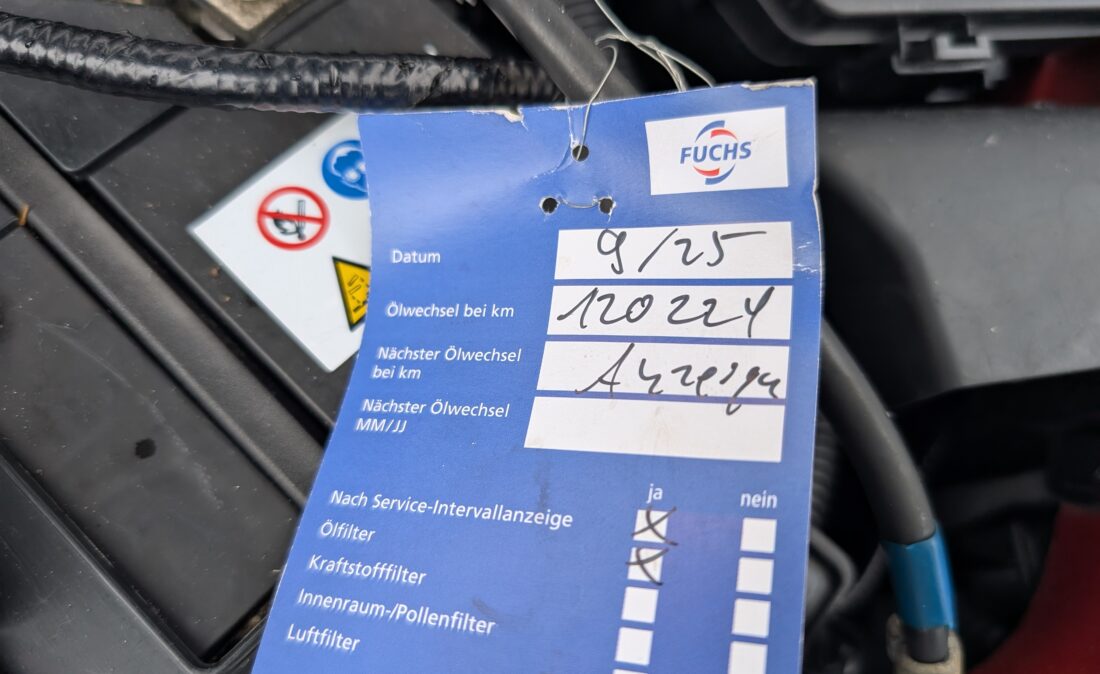 FUCHS
Datum 9/25
Ölwechsel bei km 120224
Nächster Ölwechsel Anzeige
bei km
Nächster Ölwechsel
MM/JJ
ja nein
Nach Service-Intervallanzeige
Ölfilter
Kraftstofffilter
Innenraum-/Pollenfilter
Luftfilter